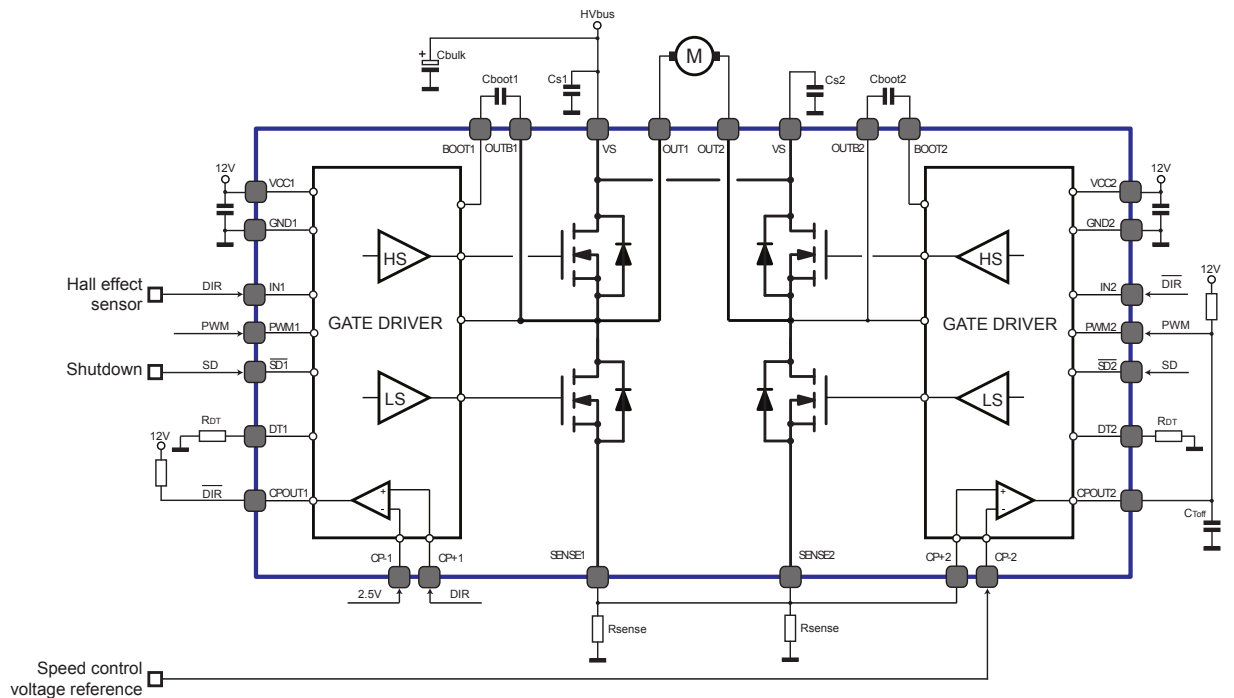 HVbus
+
Cbulk
Cboot1
Cs1
M
Cs2
Cboot2
BOOT1
OUTB1
VS
OUT1
OUT2
VS
OUTB2
BOOT2
12V
VCC1
VCC2
12V
GND1
GND2
HS
HS
Hall effect
sensor
DIR
IN1
IN2
DIR
12V
GATE DRIVER
GATE DRIVER
PWM
PWM1
PWM2
PWM
Shutdown
SD
SD1
SD2
SD
LS
LS
RDT
DT1
DT2
RDT
12V
DIR
CPOUT1
+
-
+
-
CPOUT2
CToff
CP-1
CP+1
SENSE1
SENSE2
CP+2
CP-2
2.5V
DIR
Rsense
Rsense
Speed control
voltage reference